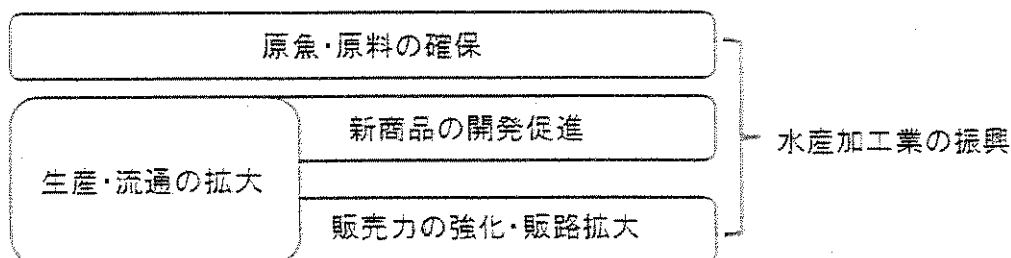 原魚・原料の確保
新商品の開発促進
水産加工業の振興
生産・流通の拡大
販売力の強化・販路拡大